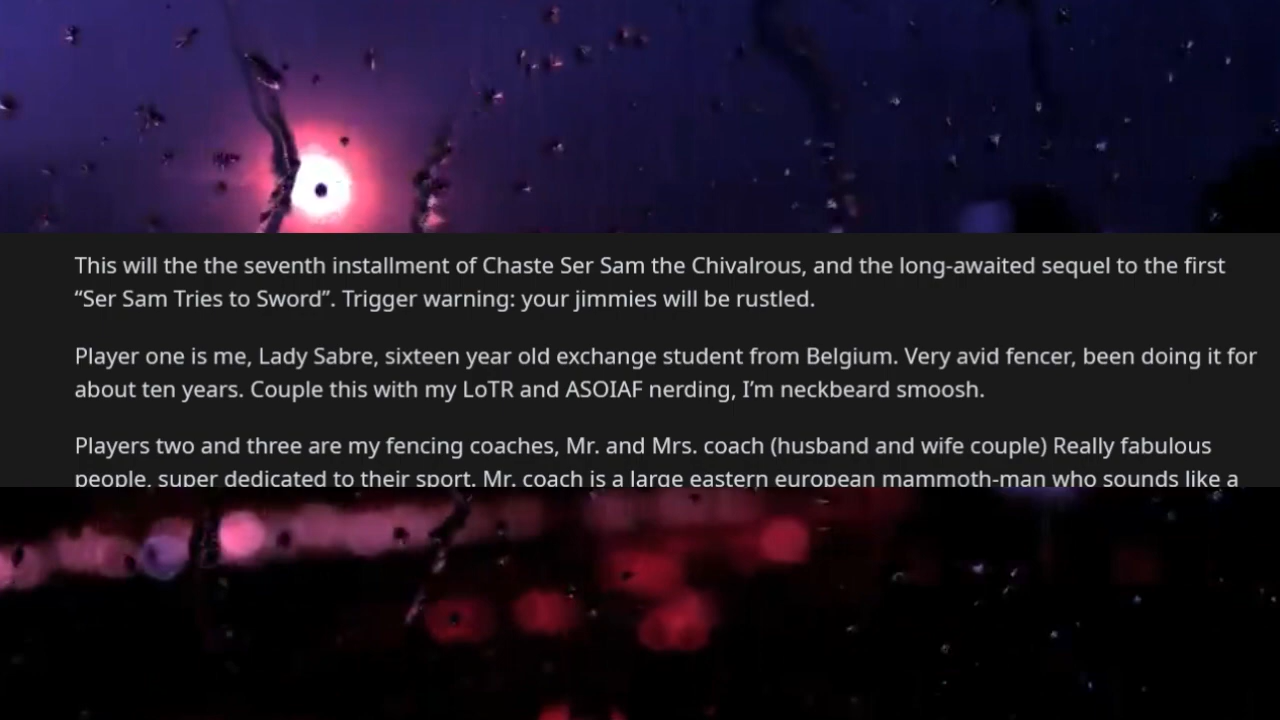 This will the the seventh installment of Chaste Ser Sam the Chivalrous, and the long-awaited sequel to the first
“Ser Sam Tries to Sword”. Trigger warning: your jimmies will be rustled.
Player one is me, Lady Sabre, sixteen year old exchange student from Belgium. Very avid fencer, been doing it for
about ten years. Couple this with my LoTR and ASOIAF nerding, I’m neckbeard smoosh.
Players two and three are my fencing coaches, Mr. and Mrs. coach (husband and wife couple) Really fabulous
people, super dedicated to their sport. Mr. coach is a large eastern european mammoth-man who sounds like a